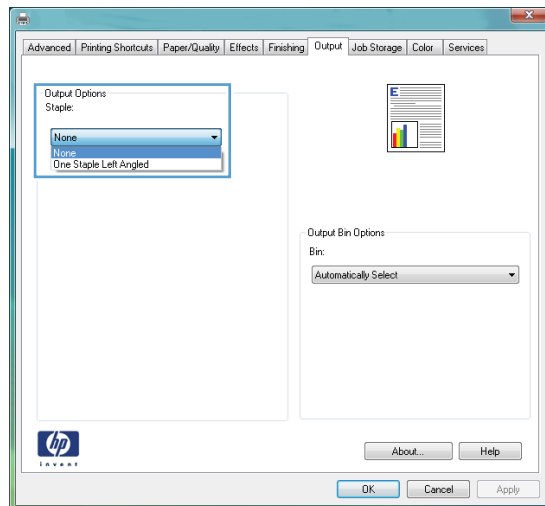 Advanced Printing Shortcuts Paper/Quality Effects Finishing Output Job Storage Color Services
Output Options
Staple:
None
None
One Staple Left Angled
E
Output Bin Options
Bin:
Automatically Select
hp
invent
About... Help
OK Cancel Apply